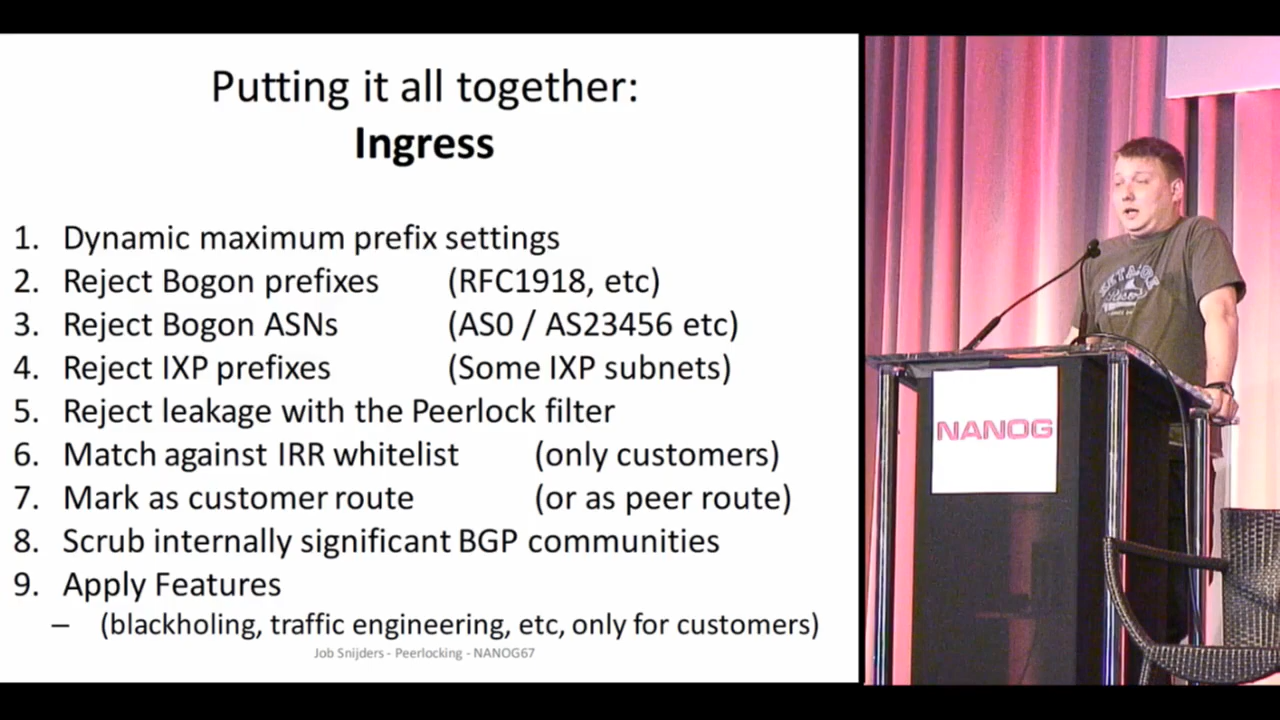 Putting it all together:
Ingress
1. Dynamic maximum prefix settings
2. Reject Bogon prefixes (RFC1918, etc)
3. Reject Bogon ASNs (AS0 / AS23456 etc)
4. Reject IXP prefixes (Some IXP subnets)
5. Reject leakage with the Peerlock filter
6. Match against IRR whitelist (only customers)
7. Mark as customer route (or as peer route)
8. Scrub internally significant BGP communities
9. Apply Features
– (blackholing, traffic engineering, etc, only for customers)
Job Snijders - Peerlocking - NANOG67
NANOG